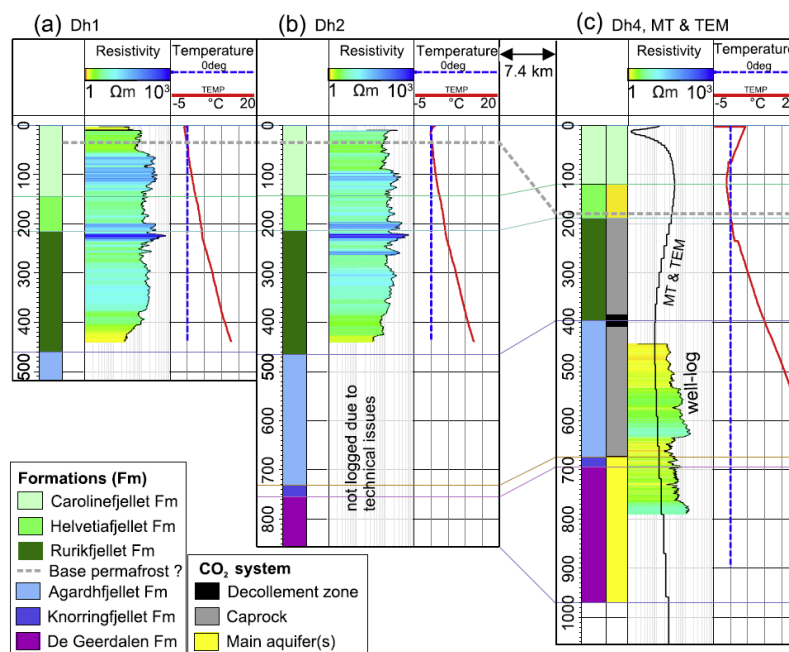 (a) Dh1
(b) Dh2
(c) Dh4, MT & TEM
Resistivity
Temperature
0deg
1 Ωm 10³
TEMP
-5 °C 20
Resistivity
Temperature
0deg
1 Ωm 10³
TEMP
-5 °C 20
7.4 km
Resistivity
Temperature
0deg
1 Ωm 10³
TEMP
-5 °C 20
0
100
200
300
400
500
0
100
200
300
400
500
700
800
not logged due to
technical issues
0
100
200
300
400
500
600
700
800
900
1000
MT & TEM
well-log
Formations (Fm)
Carolinefjellet Fm
Helvetiafjellet Fm
Rurikfjellet Fm
Base permafrost ?
Agardhfjellet Fm
Knorringfjellet Fm
De Geerdalen Fm
CO₂ system
Decollement zone
Caprock
Main aquifer(s)